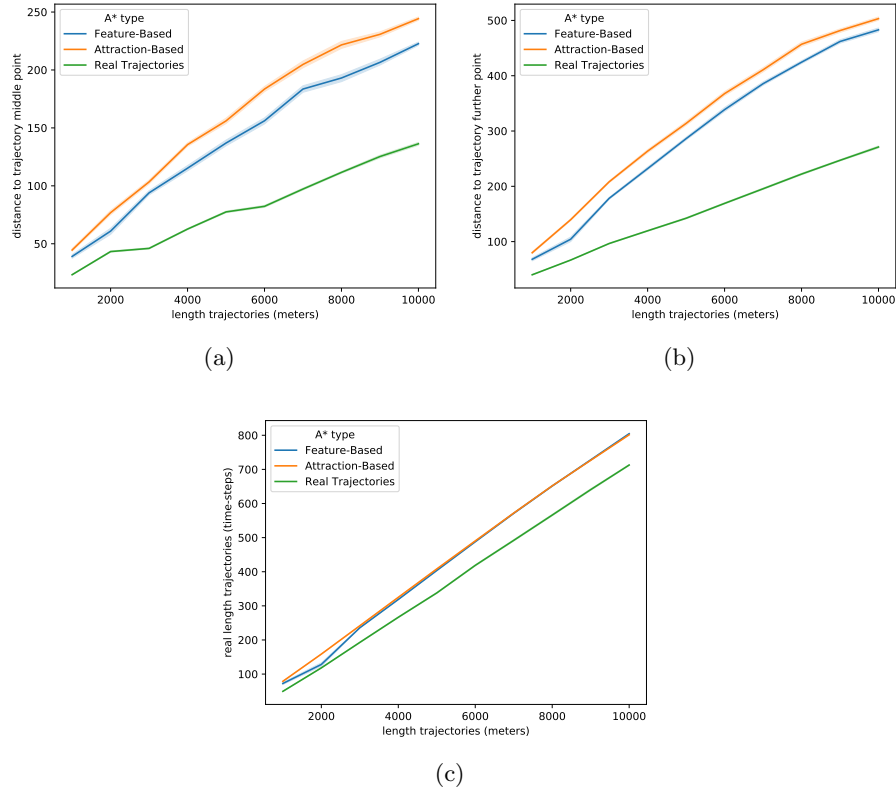 A* type
Feature-Based
Attraction-Based
Real Trajectories
250
200
150
100
50
distance to trajectory middle point
2000 4000 6000 8000 10000
length trajectories (meters)
(a)
A* type
Feature-Based
Attraction-Based
Real Trajectories
500
400
300
200
100
distance to trajectory further point
2000 4000 6000 8000 10000
length trajectories (meters)
(b)
A* type
Feature-Based
Attraction-Based
Real Trajectories
800
700
600
500
400
300
200
100
real length trajectories (time-steps)
2000 4000 6000 8000 10000
length trajectories (meters)
(c)